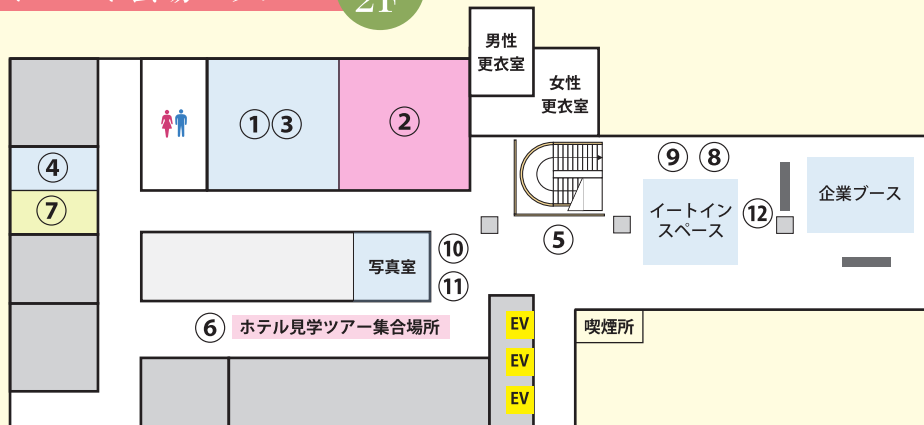 2F
男性
更衣室
女性
更衣室
①③
②
④
⑦
⑨ ⑧
イートイン
スペース
⑫
企業ブース
⑤
⑩
写真室
⑪
⑥ ホテル見学ツアー集合場所
EV
EV
EV
喫煙所